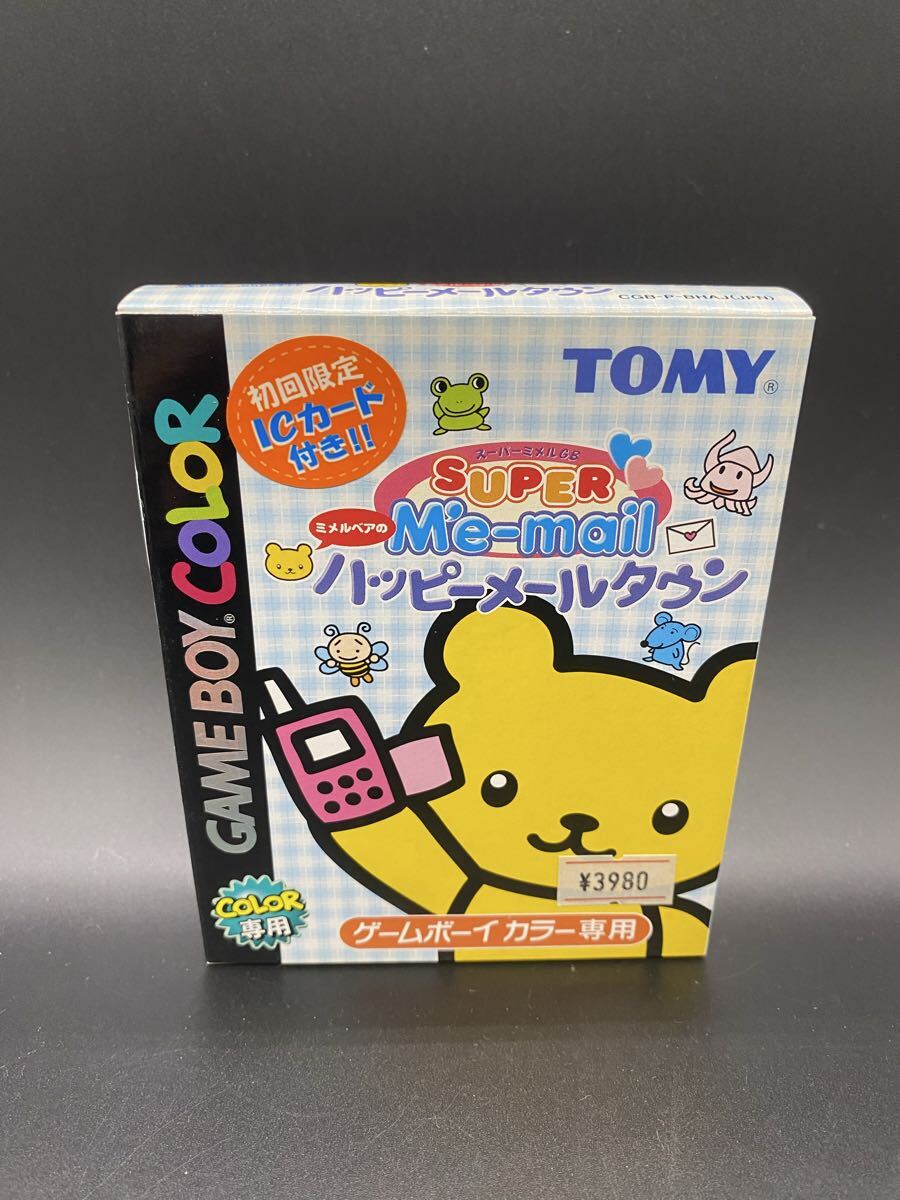 ハッピーメールタウン
CGB-P-BHAJ(JPN)
GAME BOY® COLOR
初回限定
ICカード
付き!!
TOMY®
スーパーミメルGB
SUPER
ミメルベアの
M'e-mail
ハッピーメールタウン
¥3980
COLOR
専用
ゲームボーイカラー専用